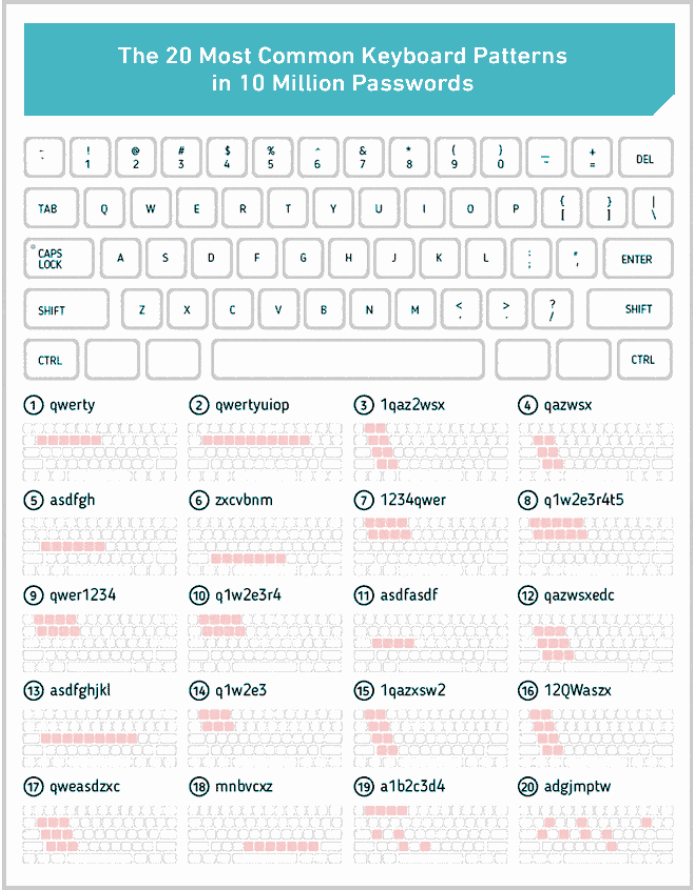 The 20 Most Common Keyboard Patterns
in 10 Million Passwords
~ ! @ # $ % ^ & * ( ) _ +
` 1 2 3 4 5 6 7 8 9 0 - = DEL
TAB Q W E R T Y U I O P { [ } ] | \
CAPS LOCK A S D F G H J K L : ; " ' ENTER
SHIFT Z X C V B N M < , > . ? / SHIFT
CTRL CTRL
1 qwerty 2 qwertyuiop 3 1qaz2wsx 4 qazwsx
5 asdfgh 6 zxcvbnm 7 1234qwer 8 q1w2e3r4t5
9 qwer1234 10 q1w2e3r4 11 asdfasdf 12 qazwsxedc
13 asdfghjkl 14 q1w2e3 15 1qazxsw2 16 12QWaszx
17 qweasdzxc 18 mnbvcxz 19 a1b2c3d4 20 adgjmptw